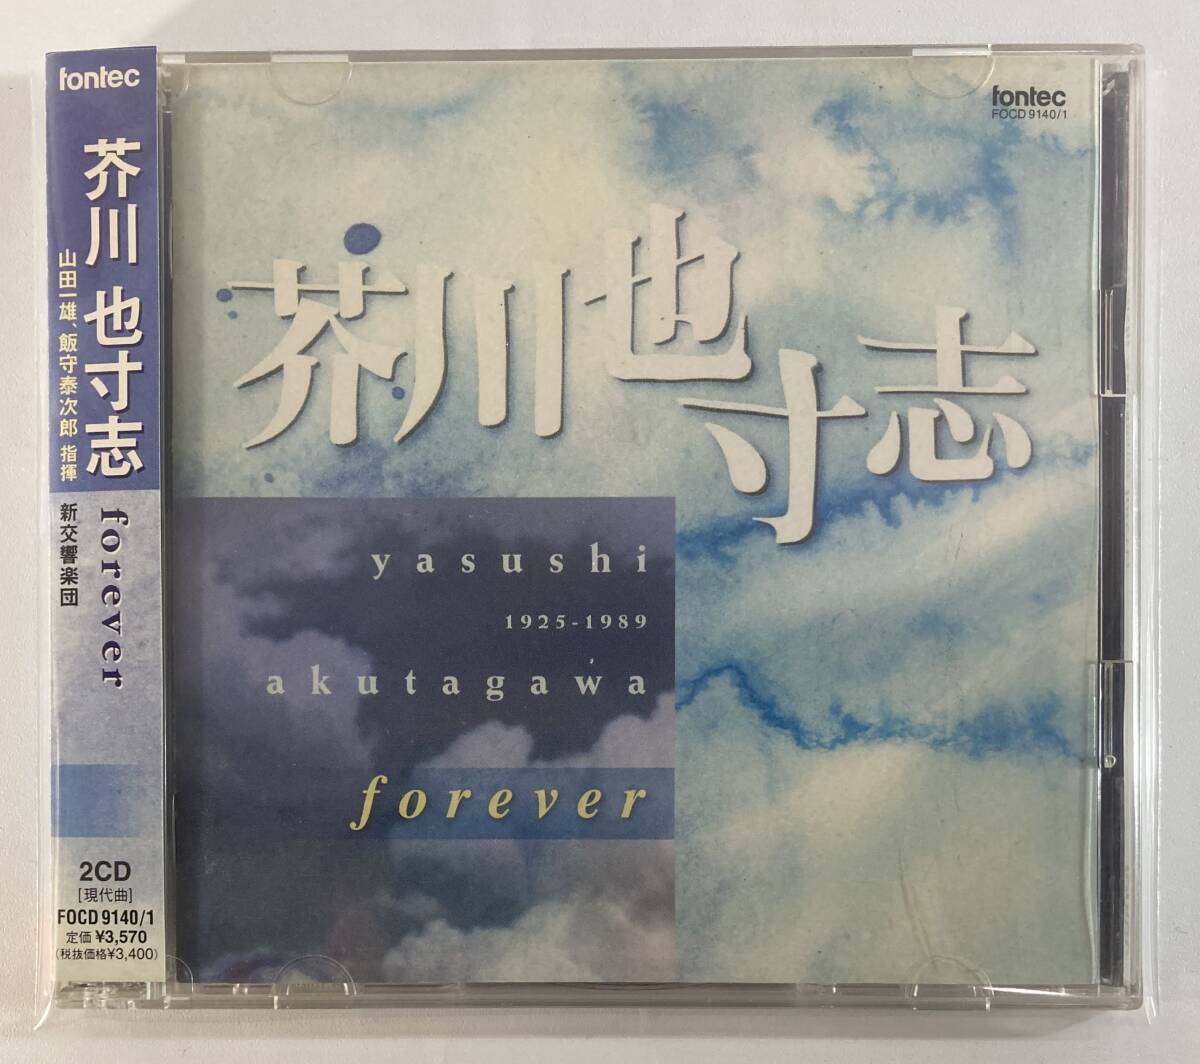 fontec
芥川 也寸志
山田一雄、飯守泰次郎 指揮
forever
新交響楽団
2CD
[現代曲]
FOCD 9140/1
定価 ¥3,570
(税抜価格¥3,400)
fontec
FOCD 9140/1
芥川也寸志
yasushi
1925-1989
akutagawa
forever